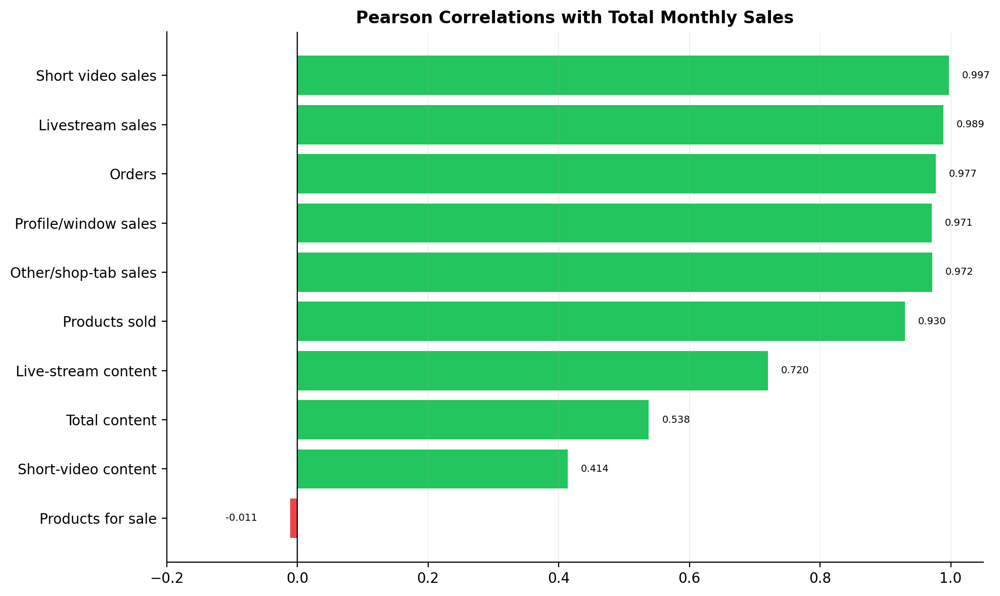 Pearson Correlations with Total Monthly Sales
Short video sales 0.997
Livestream sales 0.989
Orders 0.977
Profile/window sales 0.971
Other/shop-tab sales 0.972
Products sold 0.930
Live-stream content 0.720
Total content 0.538
Short-video content 0.414
Products for sale -0.011
−0.2 0.0 0.2 0.4 0.6 0.8 1.0